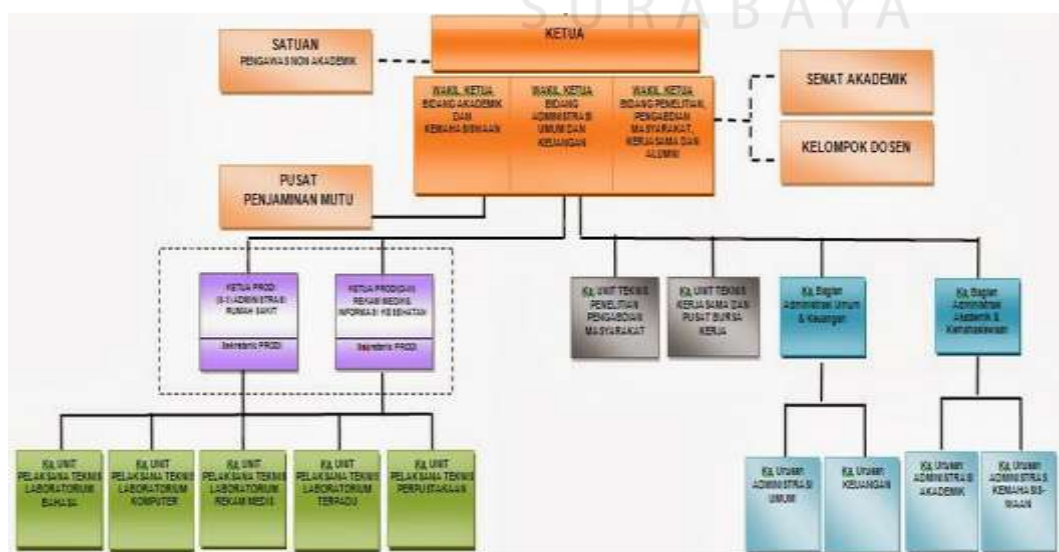 SURABAYA
KETUA
SATUAN
PENGAWAS NON AKADEMIK
SENAT AKADEMIK
WAKIL KETUA
BIDANG AKADEMIK
DAN
KEMAHASISWAAN
WAKIL KETUA
BIDANG
ADMINISTRASI
UMUM DAN
KEUANGAN
WAKIL KETUA
BIDANG PENELITIAN,
PENGABDIAN
MASYARAKAT,
KERJASAMA DAN
ALUMNI
KELOMPOK DOSEN
PUSAT
PENJAMINAN MUTU
KETUA PRODI
(S-1) ADMINISTRASI
RUMAH SAKIT
Sekretaris PRODI
KETUA PRODI
REKAM MEDIS
INFORMASI KESEHATAN
Sekretaris PRODI
Ka. UNIT TEKNIS
PENELITIAN
PENGABDIAN
MASYARAKAT
Ka. UNIT TEKNIS
KERJASAMA DAN
PUSAT BURSA
KERJA
Ka. Bagian
Administrasi Umum
& Keuangan
Ka. Bagian
Administrasi
Akademik &
Kemahasiswaan
Ka. UNIT
PELAKSANA TEKNIS
LABORATORIUM
BAHASA
Ka. UNIT
PELAKSANA TEKNIS
LABORATORIUM
KOMPUTER
Ka. UNIT
PELAKSANA TEKNIS
LABORATORIUM
REKAM MEDIS
Ka. UNIT
PELAKSANA TEKNIS
LABORATORIUM
TERPADU
Ka. UNIT
PELAKSANA TEKNIS
PERPUSTAKAAN
Ka. Urusan
ADMINISTRASI
UMUM
Ka. Urusan
KEUANGAN
Ka. Urusan
ADMINISTRASI
AKADEMIK
Ka. Urusan
ADMINISTRASI
KEMAHASIS-
WAAN